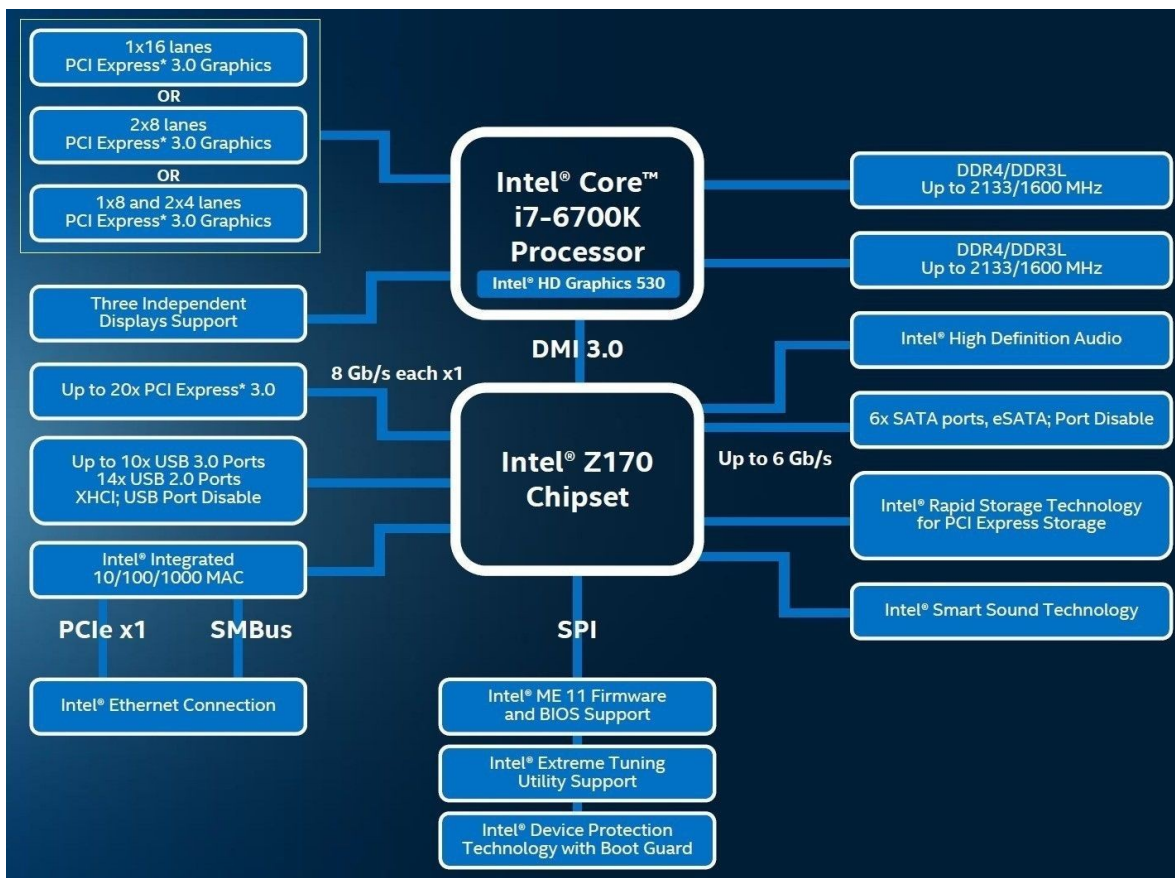 1x16 lanes
PCI Express* 3.0 Graphics
OR
2x8 lanes
PCI Express* 3.0 Graphics
OR
1x8 and 2x4 lanes
PCI Express* 3.0 Graphics
Three Independent
Displays Support
Up to 20x PCI Express* 3.0
8 Gb/s each x1
Up to 10x USB 3.0 Ports
14x USB 2.0 Ports
XHCI; USB Port Disable
Intel® Integrated
10/100/1000 MAC
PCIe x1
SMBus
Intel® Ethernet Connection
Intel® Core™
i7-6700K
Processor
Intel® HD Graphics 530
DMI 3.0
Intel® Z170
Chipset
SPI
Intel® ME 11 Firmware
and BIOS Support
Intel® Extreme Tuning
Utility Support
Intel® Device Protection
Technology with Boot Guard
DDR4/DDR3L
Up to 2133/1600 MHz
DDR4/DDR3L
Up to 2133/1600 MHz
Intel® High Definition Audio
6x SATA ports, eSATA; Port Disable
Up to 6 Gb/s
Intel® Rapid Storage Technology
for PCI Express Storage
Intel® Smart Sound Technology